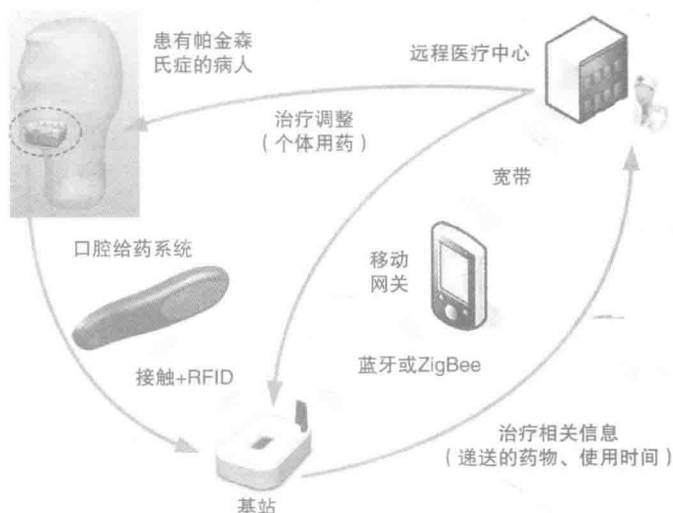 患有帕金森
氏症的病人
远程医疗中心
治疗调整
（个体用药）
宽带
口腔给药系统
移动
网关
接触+RFID
蓝牙或ZigBee
治疗相关信息
（递送的药物、使用时间）
基站